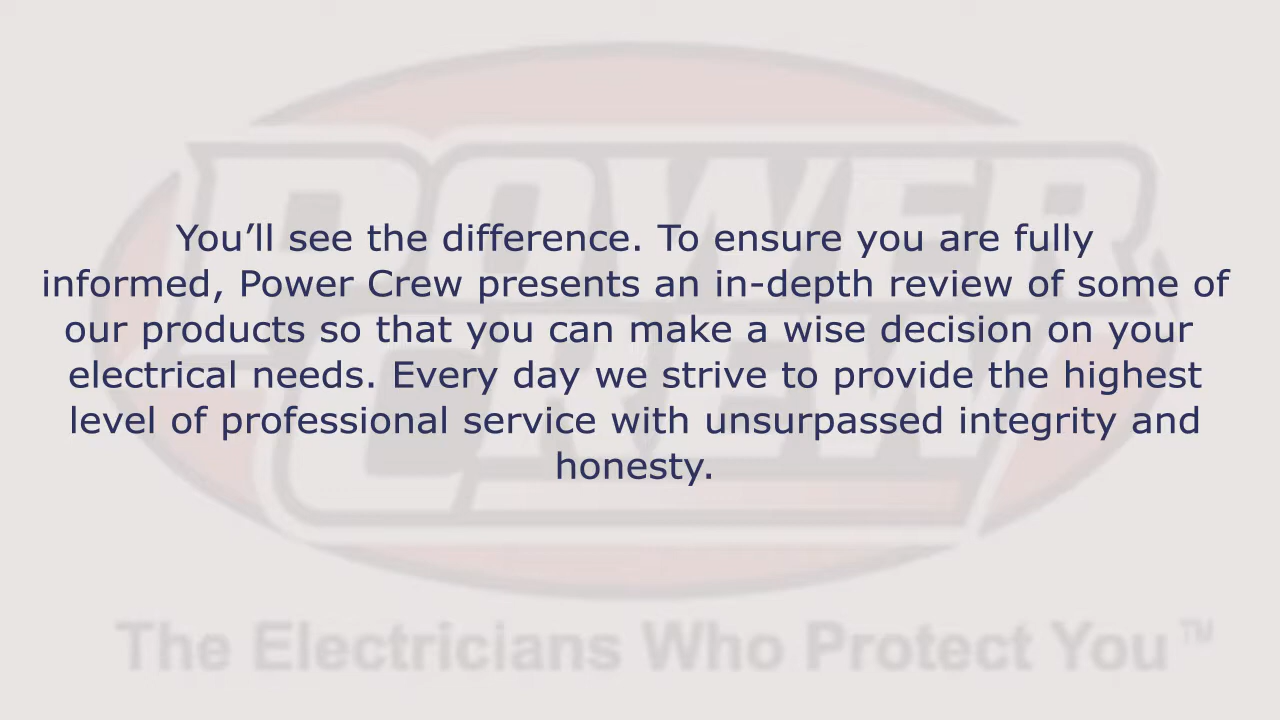 POWER
CREW
You’ll see the difference. To ensure you are fully
informed, Power Crew presents an in-depth review of some of
our products so that you can make a wise decision on your
electrical needs. Every day we strive to provide the highest
level of professional service with unsurpassed integrity and
honesty.
The Electricians Who Protect You™